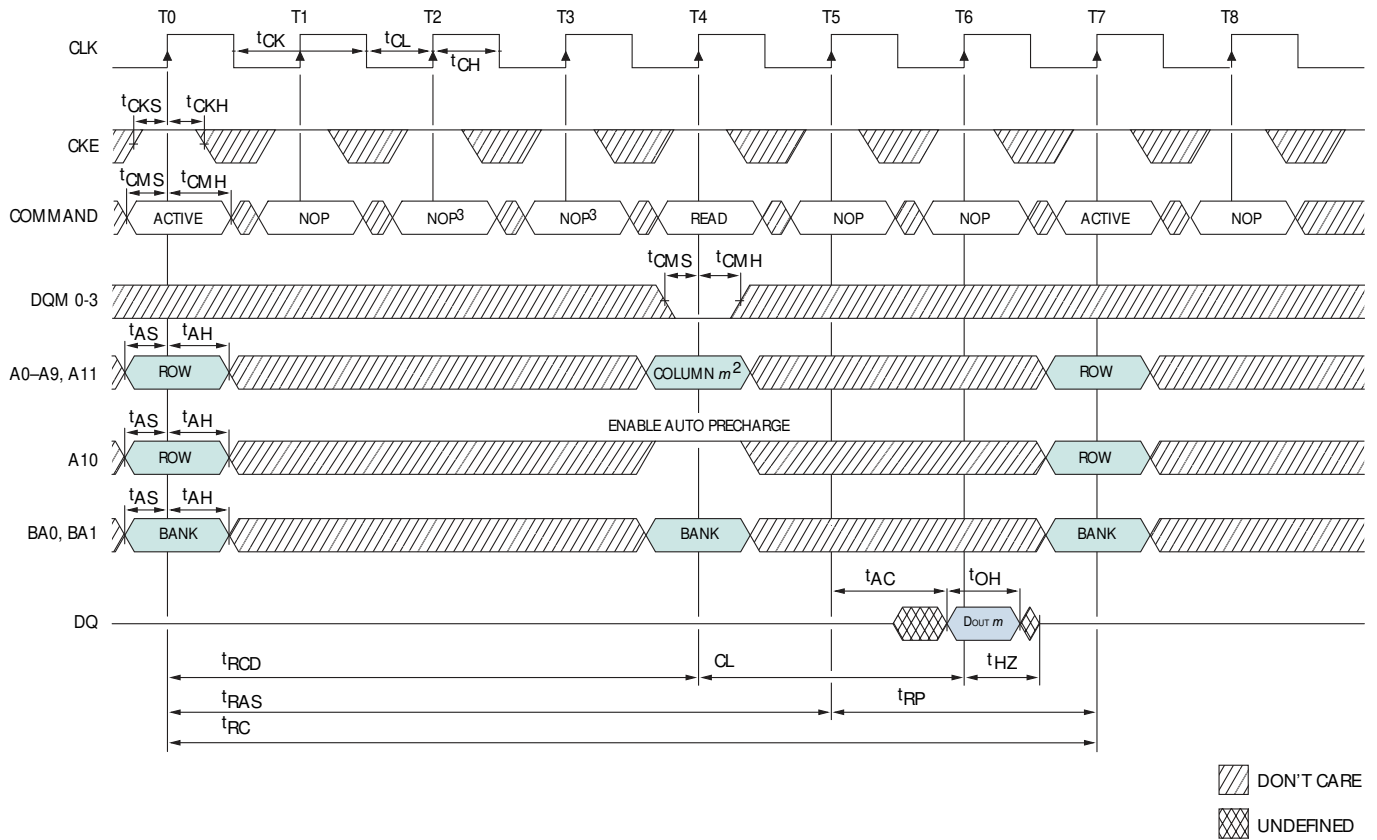 T0 T1 T2 T3 T4 T5 T6 T7 T8
CLK
tCK tCL tCH
tCKS tCKH
CKE
tCMS tCMH
COMMAND ACTIVE NOP NOP3 NOP3 READ NOP NOP ACTIVE NOP
tCMS tCMH
DQM 0-3
tAS tAH
A0–A9, A11 ROW COLUMN m2 ROW
ENABLE AUTO PRECHARGE
tAS tAH
A10 ROW ROW
tAS tAH
BA0, BA1 BANK BANK BANK
tAC tOH
DQ DOUT m
tRCD CL tHZ
tRAS tRP
tRC
DON'T CARE
UNDEFINED